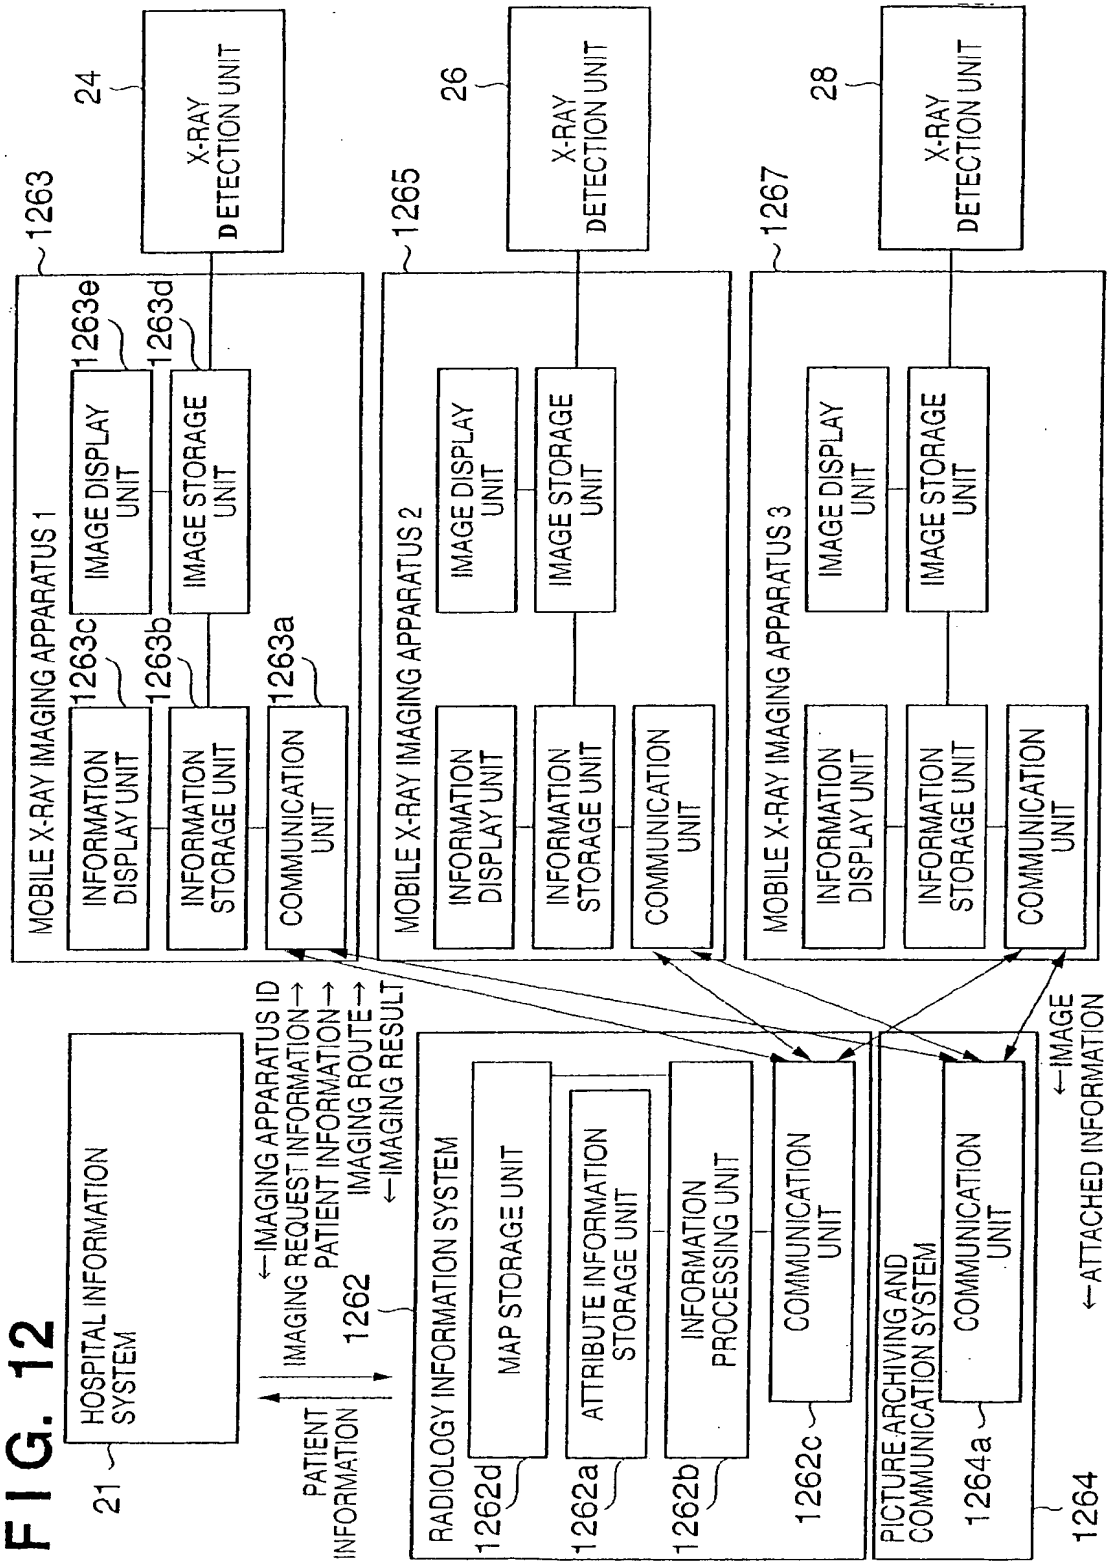 FIG. 12
21
HOSPITAL INFORMATION
SYSTEM
PATIENT
INFORMATION
←IMAGING APPARATUS ID
IMAGING REQUEST INFORMATION→
PATIENT INFORMATION→
IMAGING ROUTE→
←IMAGING RESULT
1262
RADIOLOGY INFORMATION SYSTEM
1262d
MAP STORAGE UNIT
1262a
ATTRIBUTE INFORMATION
STORAGE UNIT
1262b
INFORMATION
PROCESSING UNIT
1262c
COMMUNICATION
UNIT
PICTURE ARCHIVING AND
COMMUNICATION SYSTEM
1264a
COMMUNICATION
UNIT
1264
←IMAGE
←ATTACHED INFORMATION
1263
MOBILE X-RAY IMAGING APPARATUS 1
1263c
INFORMATION
DISPLAY UNIT
1263b
INFORMATION
STORAGE UNIT
1263a
COMMUNICATION
UNIT
1263e
IMAGE DISPLAY
UNIT
1263d
IMAGE STORAGE
UNIT
24
X-RAY
DETECTION UNIT
1265
MOBILE X-RAY IMAGING APPARATUS 2
INFORMATION
DISPLAY UNIT
INFORMATION
STORAGE UNIT
COMMUNICATION
UNIT
IMAGE DISPLAY
UNIT
IMAGE STORAGE
UNIT
26
X-RAY
DETECTION UNIT
1267
MOBILE X-RAY IMAGING APPARATUS 3
INFORMATION
DISPLAY UNIT
INFORMATION
STORAGE UNIT
COMMUNICATION
UNIT
IMAGE DISPLAY
UNIT
IMAGE STORAGE
UNIT
28
X-RAY
DETECTION UNIT